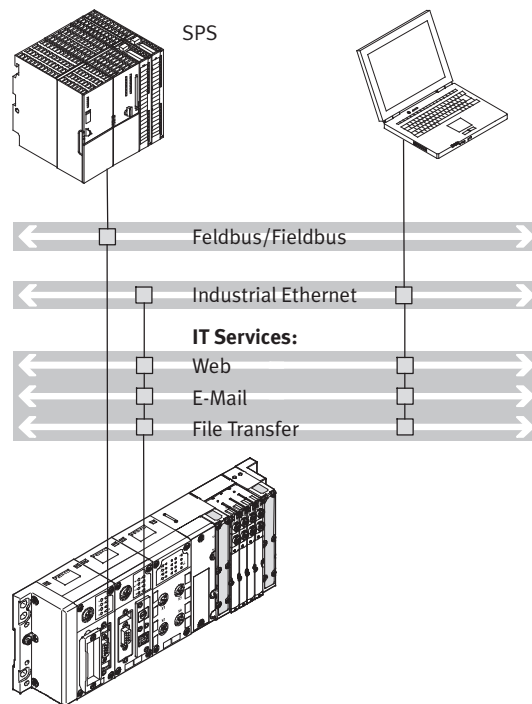 SPS
Feldbus/Fieldbus
Industrial Ethernet
IT Services:
Web
E-Mail
File Transfer